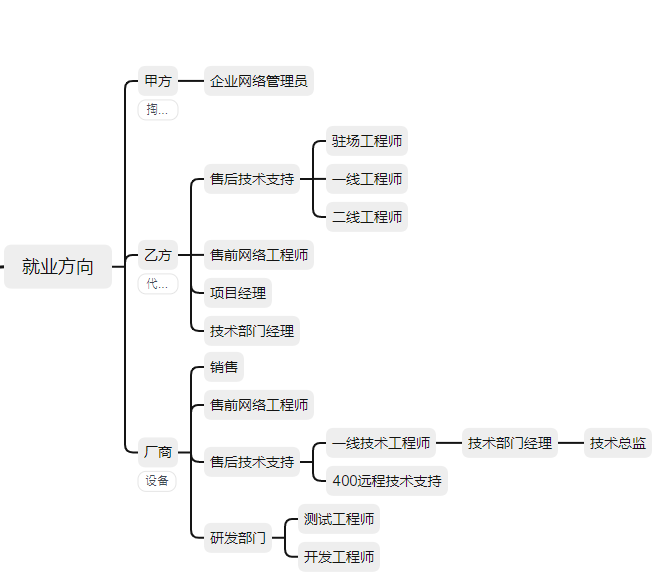 就业方向
甲方
掏...
企业网络管理员
乙方
代...
售后技术支持
驻场工程师
一线工程师
二线工程师
售前网络工程师
项目经理
技术部门经理
厂商
设备
销售
售前网络工程师
售后技术支持
一线技术工程师
技术部门经理
技术总监
400远程技术支持
研发部门
测试工程师
开发工程师